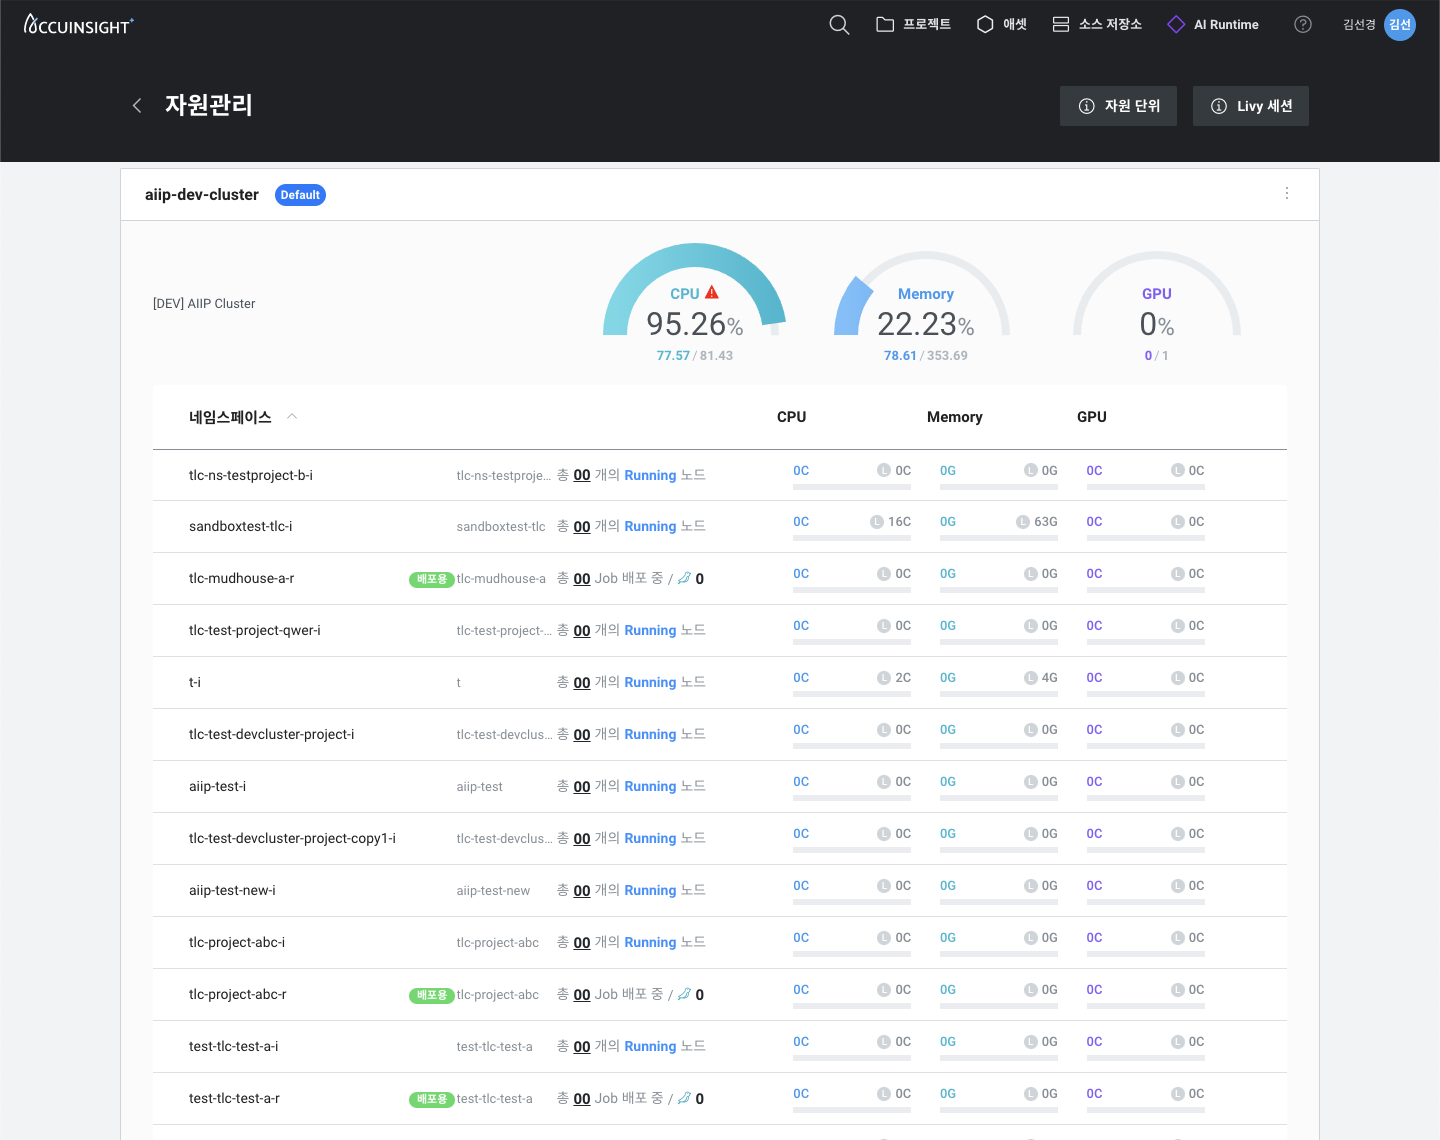 ACCUINSIGHT+ 프로젝트 애셋 소스 저장소 AI Runtime ? 김선경 김선
자원관리 자원 단위 Livy 세션
aiip-dev-cluster Default
[DEV] AIIP Cluster
CPU Memory GPU
95.26% 22.23% 0%
77.57 / 81.43 78.61 / 353.69 0 / 1
네임스페이스 CPU Memory GPU
tlc-ns-testproject-b-i tlc-ns-testproje... 총 00 개의 Running 노드 0C L 0C 0G L 0G 0C L 0C
sandboxtest-tlc-i sandboxtest-tlc 총 00 개의 Running 노드 0C L 16C 0G L 63G 0C L 0C
tlc-mudhouse-a-r 배포용 tlc-mudhouse-a 총 00 Job 배포 중 / 0 0C L 0C 0G L 0G 0C L 0C
tlc-test-project-qwer-i tlc-test-project-... 총 00 개의 Running 노드 0C L 0C 0G L 0G 0C L 0C
t-i t 총 00 개의 Running 노드 0C L 2C 0G L 4G 0C L 0C
tlc-test-devcluster-project-i tlc-test-devclus... 총 00 개의 Running 노드 0C L 0C 0G L 0G 0C L 0C
aiip-test-i aiip-test 총 00 개의 Running 노드 0C L 0C 0G L 0G 0C L 0C
tlc-test-devcluster-project-copy1-i tlc-test-devclus... 총 00 개의 Running 노드 0C L 0C 0G L 0G 0C L 0C
aiip-test-new-i aiip-test-new 총 00 개의 Running 노드 0C L 0C 0G L 0G 0C L 0C
tlc-project-abc-i tlc-project-abc 총 00 개의 Running 노드 0C L 0C 0G L 0G 0C L 0C
tlc-project-abc-r 배포용 tlc-project-abc 총 00 Job 배포 중 / 0 0C L 0C 0G L 0G 0C L 0C
test-tlc-test-a-i test-tlc-test-a 총 00 개의 Running 노드 0C L 0C 0G L 0G 0C L 0C
test-tlc-test-a-r 배포용 test-tlc-test-a 총 00 Job 배포 중 / 0 0C L 0C 0G L 0G 0C L 0C